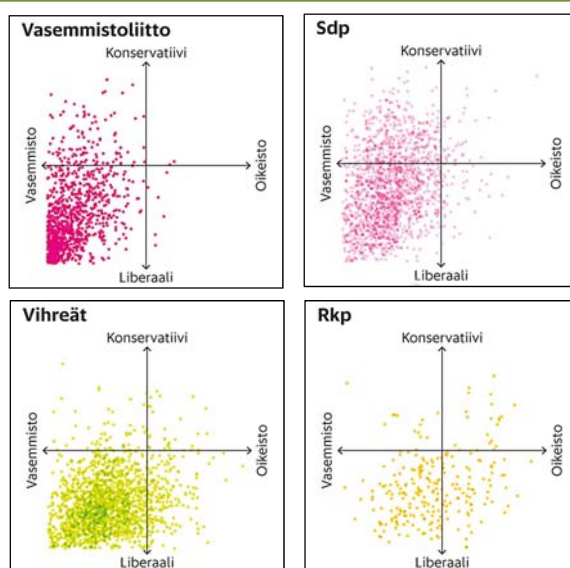 Vasemmistoliitto
Konservatiivi
Vasemmisto
Oikeisto
Liberaali
Sdp
Konservatiivi
Vasemmisto
Oikeisto
Liberaali
Vihreät
Konservatiivi
Vasemmisto
Oikeisto
Liberaali
Rkp
Konservatiivi
Vasemmisto
Oikeisto
Liberaali